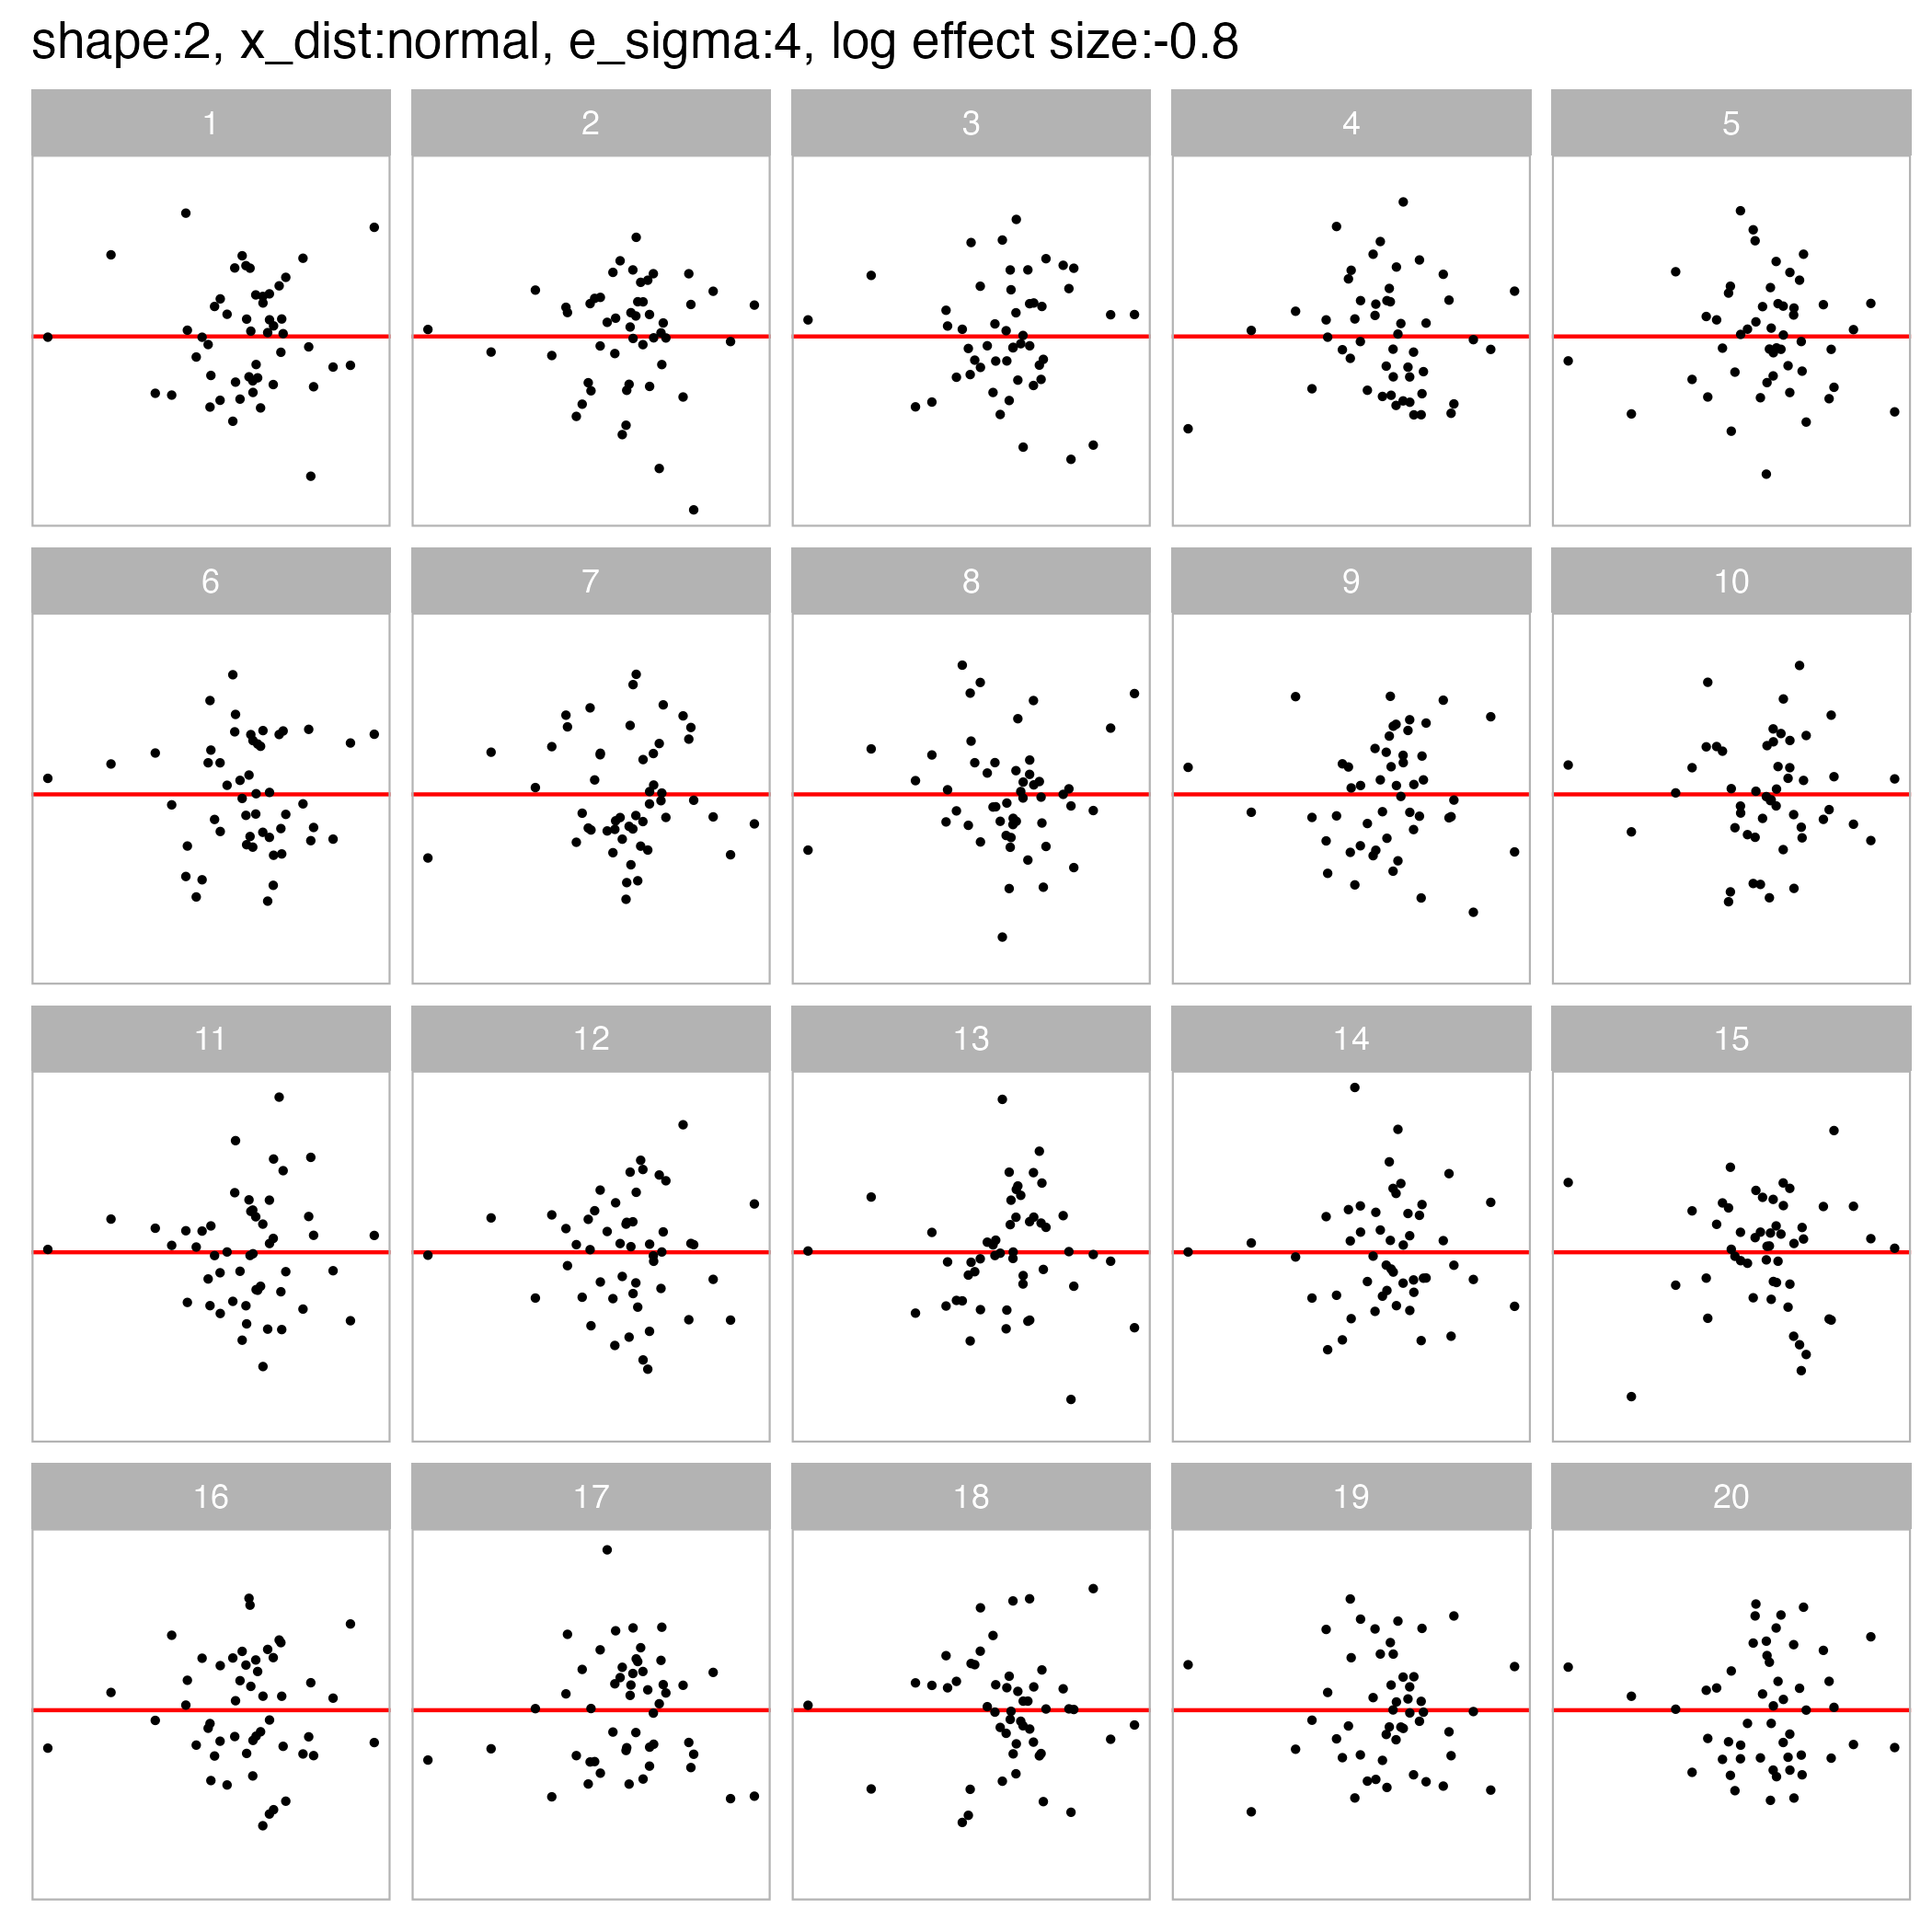 shape:2, x_dist:normal, e_sigma:4, log effect size:-0.8
1 2 3 4 5
6 7 8 9 10
11 12 13 14 15
16 17 18 19 20